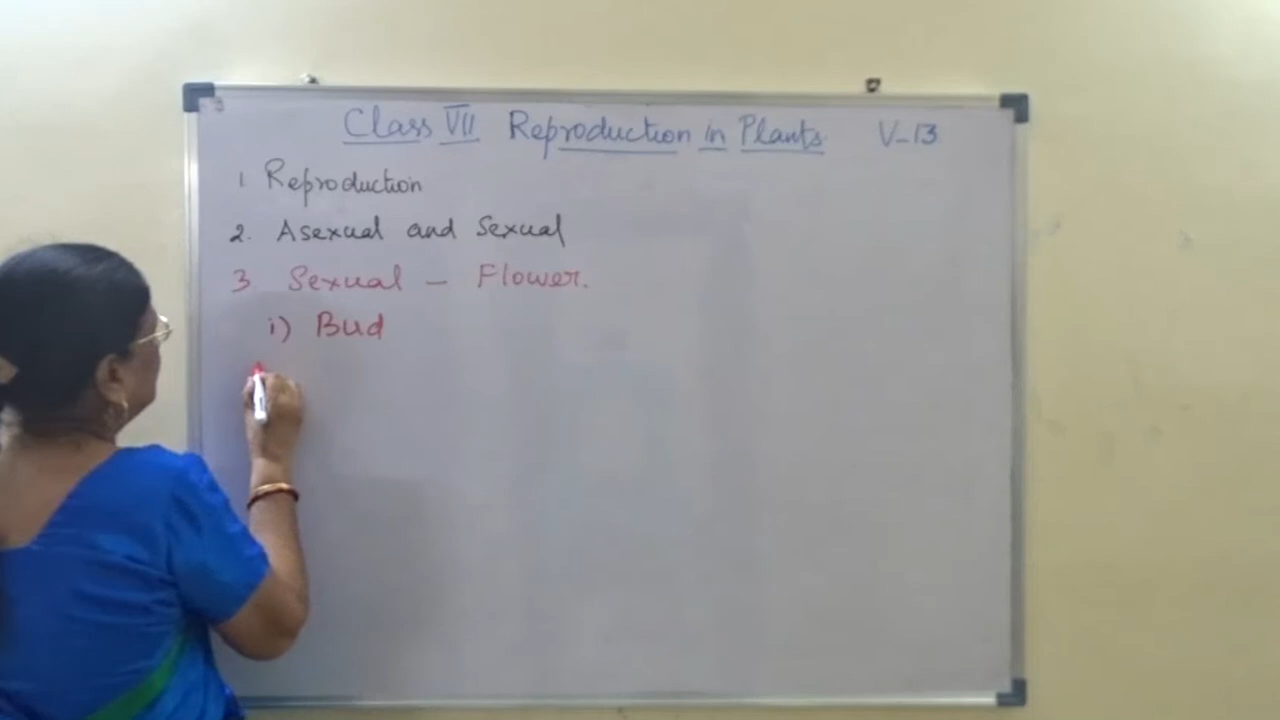 Class VII Reproduction in Plants V-13
1. Reproduction
2. Asexual and Sexual
3. Sexual - Flower.
i) Bud